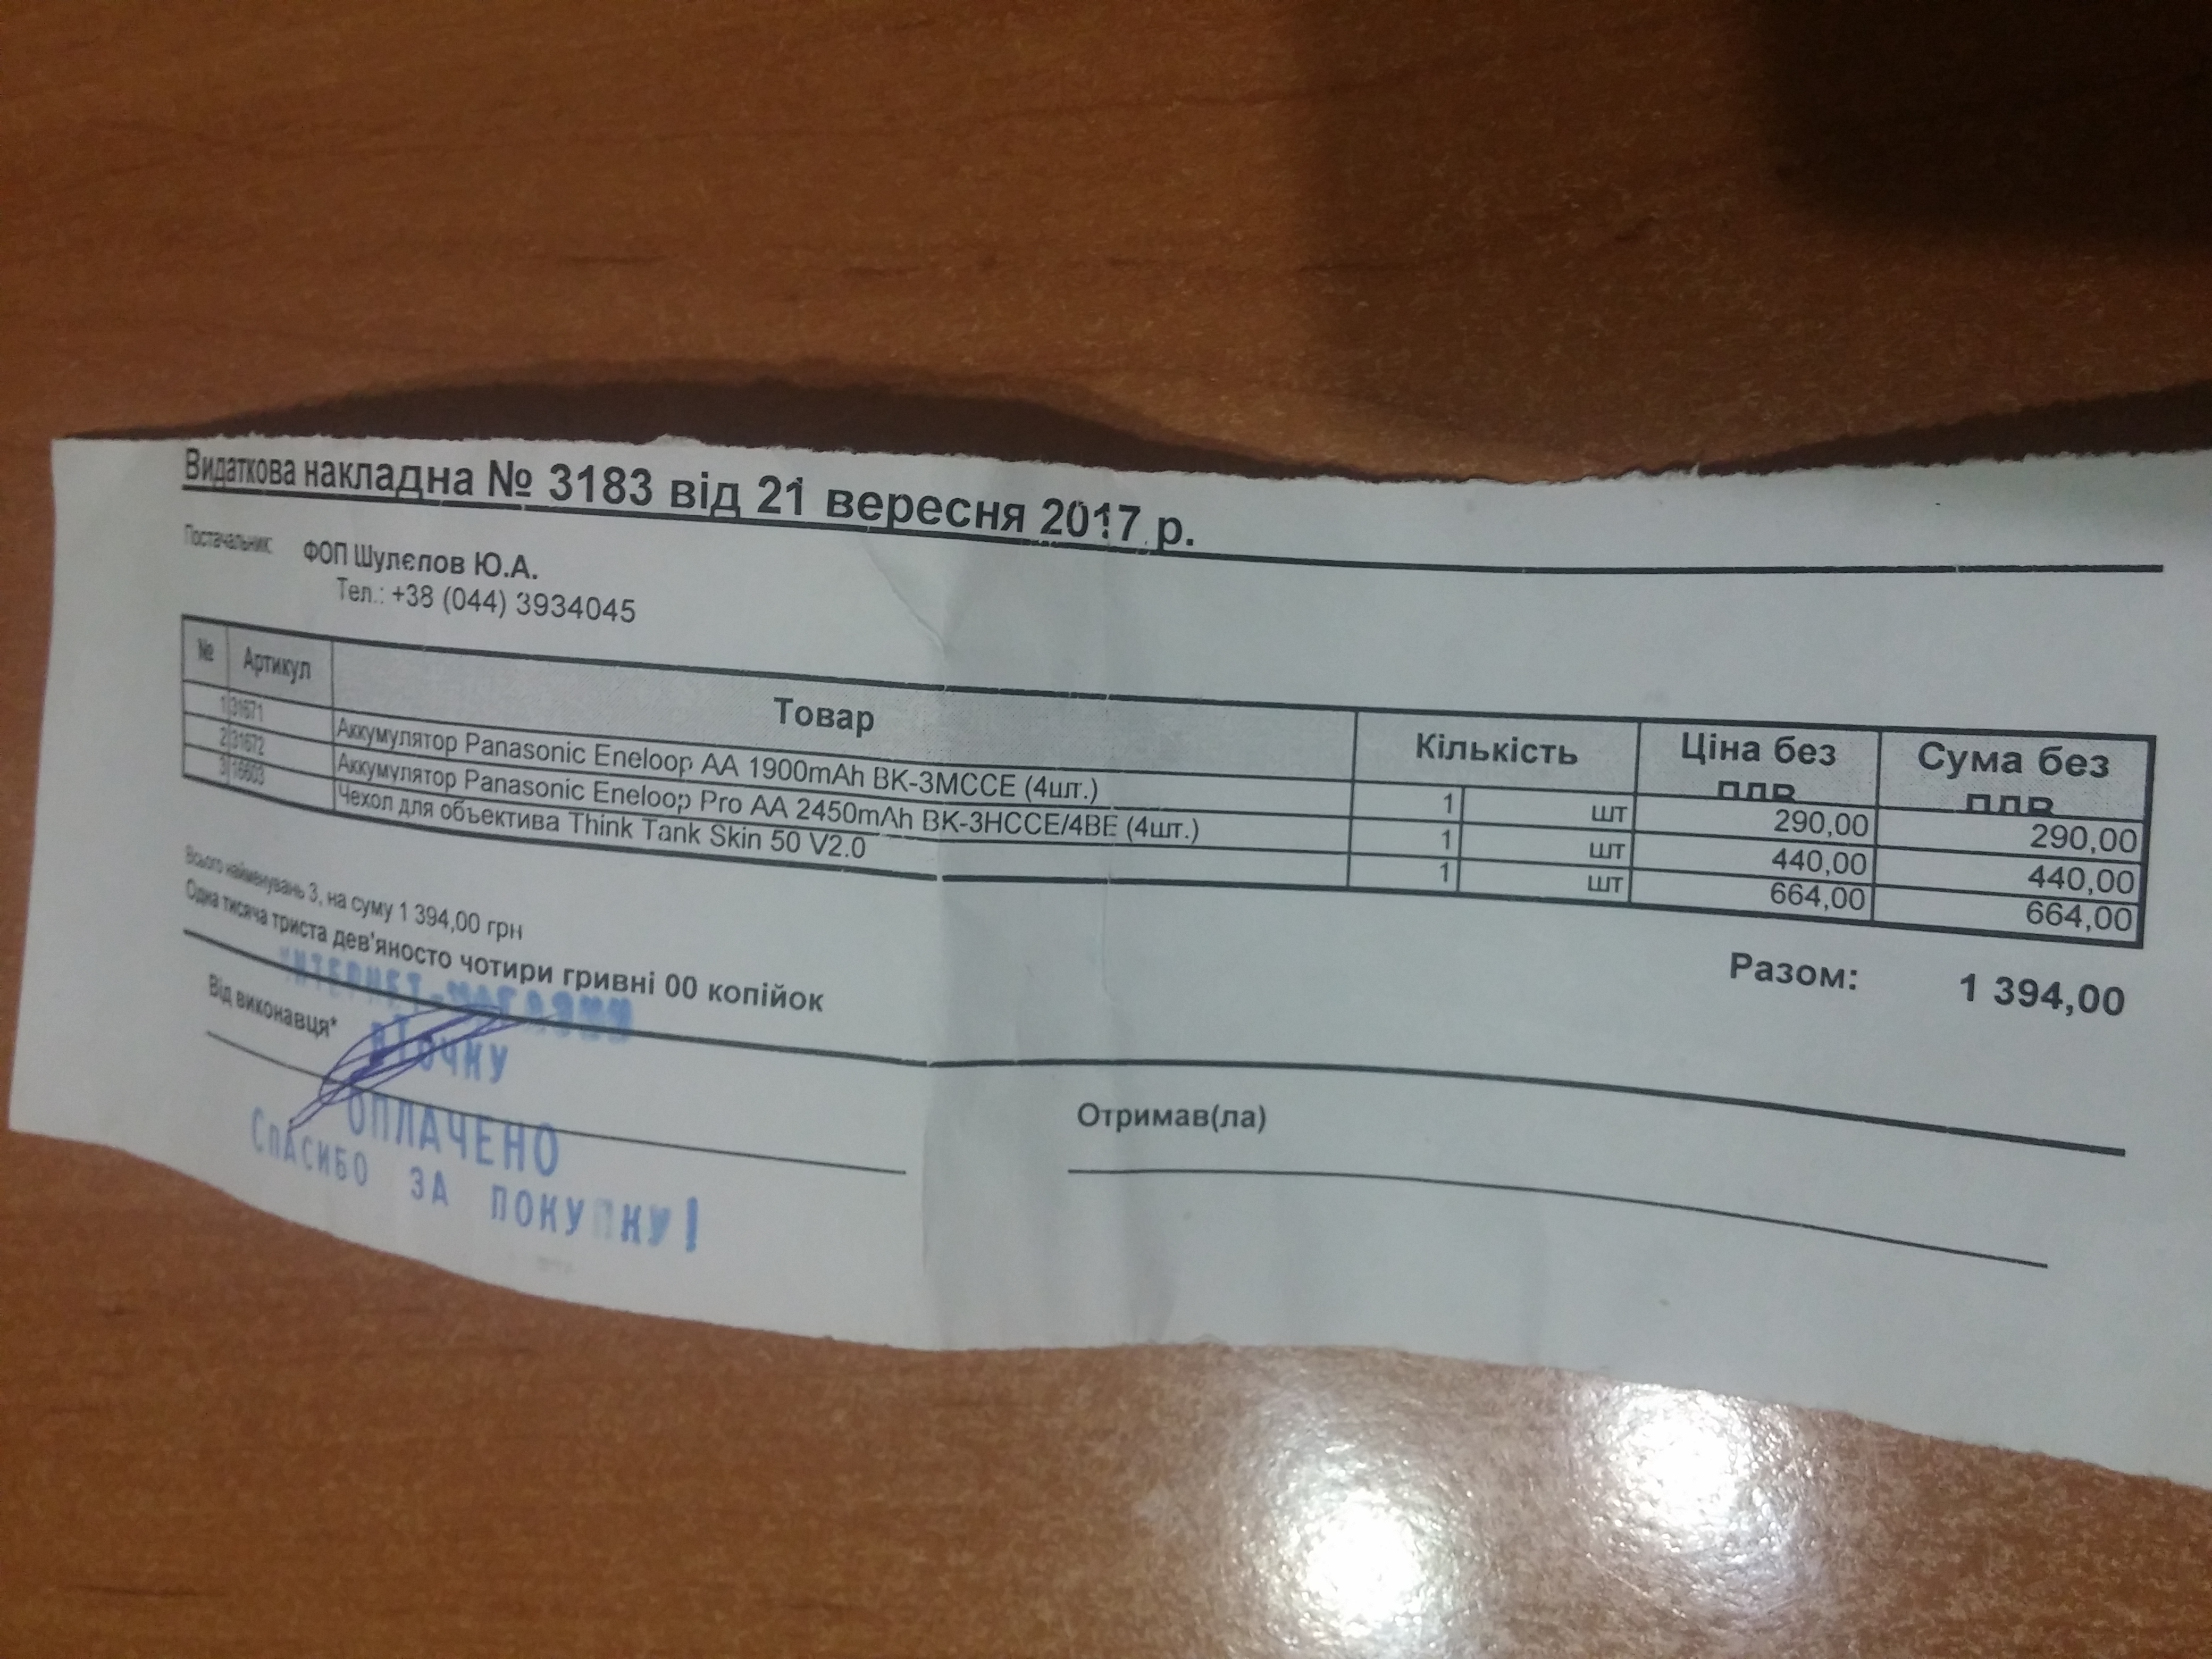 Видаткова накладна № 3183 від 21 вересня 2017 р.
Постачальник: ФОП Шулєпов Ю.А.
Тел.: +38 (044) 3934045
№ Артикул Товар Кількість Ціна без ПДВ Сума без ПДВ
1 31671 Аккумулятор Panasonic Eneloop AA 1900mAh BK-3MCCE (4шт.) 1 шт 290,00 290,00
2 31672 Аккумулятор Panasonic Eneloop Pro AA 2450mAh BK-3HCCE/4BE (4шт.) 1 шт 440,00 440,00
3 16603 Чехол для объектива Think Tank Skin 50 V2.0 1 шт 664,00 664,00
Разом: 1 394,00
Всього найменувань 3, на суму 1 394,00 грн
Одна тисяча триста дев'яносто чотири гривні 00 копійок
ИНТЕРНЕТ-МАГАЗИН
Від виконавця*
вТОЧКУ
Отримав(ла)
ОПЛАЧЕНО
СПАСИБО ЗА ПОКУПКУ!